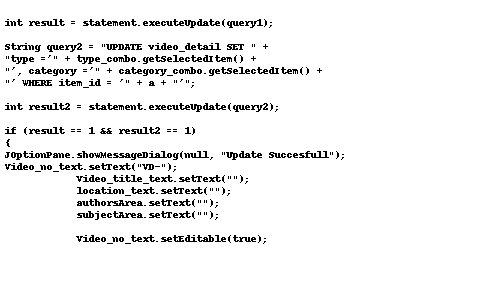 int result = statement.executeUpdate(query1);
String query2 = "UPDATE video_detail SET " +
"type ='" + type_combo.getSelectedItem() +
"', category ='" + category_combo.getSelectedItem() +
"' WHERE item_id = '" + a + "'";
int result2 = statement.executeUpdate(query2);
if (result == 1 && result2 == 1)
{
JOptionPane.showMessageDialog(null, "Update Succesfull");
Video_no_text.setText("VD-");
Video_title_text.setText("");
location_text.setText("");
authorsArea.setText("");
subjectArea.setText("");
Video_no_text.setEditable(true);